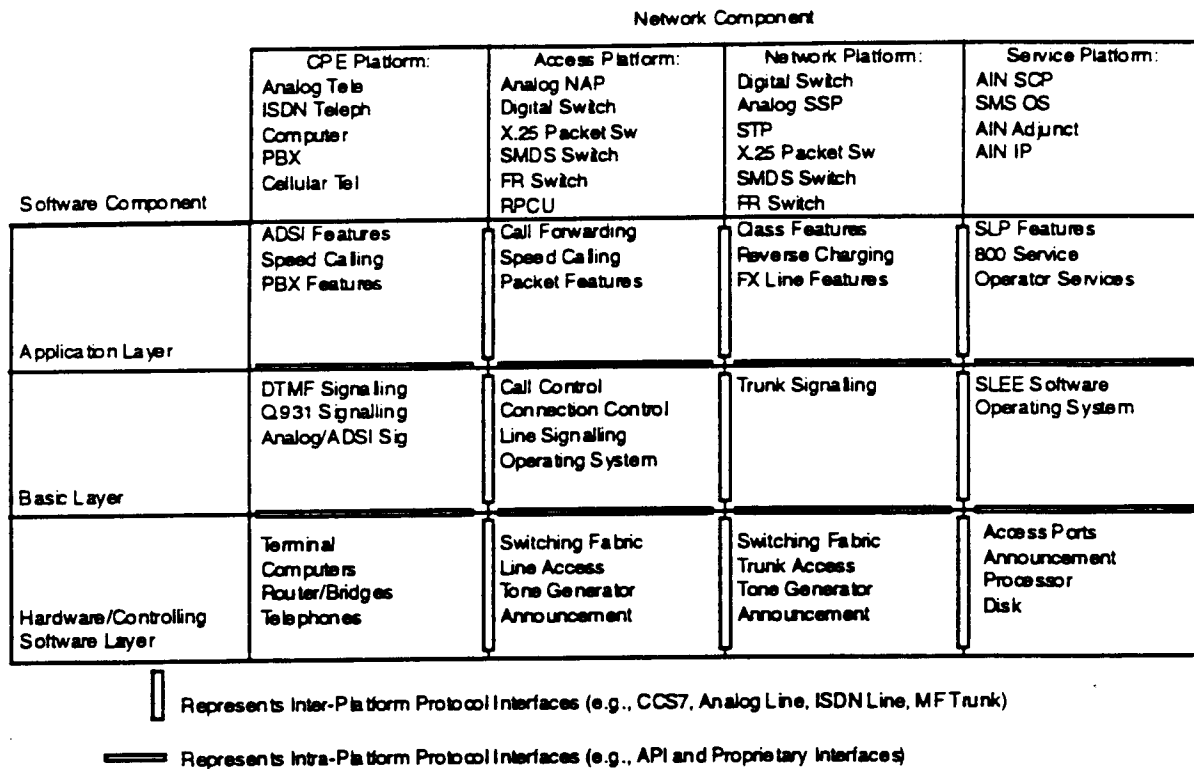 Network Component
CPE Platform:
Analog Tele
ISDN Teleph
Computer
PBX
Cellular Tel
Access Platform:
Analog NAP
Digital Switch
X.25 Packet Sw
SMDS Switch
FR Switch
RPCU
Network Platform:
Digital Switch
Analog SSP
STP
X.25 Packet Sw
SMDS Switch
FR Switch
Service Platform:
AIN SCP
SMS OS
AIN Adjunct
AIN IP
Software Component
Application Layer
ADSI Features
Speed Calling
PBX Features
Call Forwarding
Speed Calling
Packet Features
Class Features
Reverse Charging
FX Line Features
SLP Features
800 Service
Operator Services
Basic Layer
DTMF Signalling
Q931 Signalling
Analog/ADSI Sig
Call Control
Connection Control
Line Signalling
Operating System
Trunk Signalling
SLEE Software
Operating System
Hardware/Controlling
Software Layer
Terminal
Computers
Router/Bridges
Telephones
Switching Fabric
Line Access
Tone Generator
Announcement
Switching Fabric
Trunk Access
Tone Generator
Announcement
Access Ports
Announcement
Processor
Disk
Represents Inter-Platform Protocol Interfaces (e.g., CCS7, Analog Line, ISDN Line, MF Trunk)
Represents Intra-Platform Protocol Interfaces (e.g., API and Proprietary Interfaces)